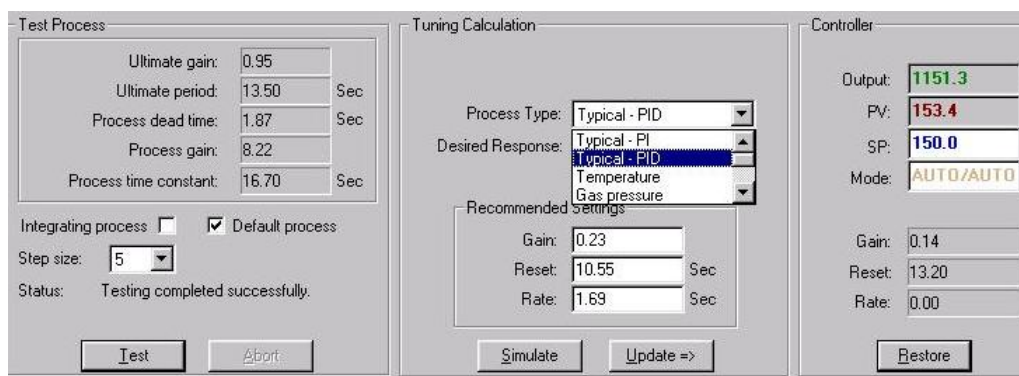 Test Process
Ultimate gain: 0.95
Ultimate period: 13.50 Sec
Process dead time: 1.87 Sec
Process gain: 8.22
Process time constant: 16.70 Sec
Integrating process Default process
Step size: 5
Status: Testing completed successfully.
Test Abort
Tuning Calculation
Process Type: Typical - PID
Desired Response: Typical - PI
Typical - PID
Temperature
Gas pressure
Recommended Settings
Gain: 0.23
Reset: 10.55 Sec
Rate: 1.69 Sec
Simulate Update =>
Controller
Output: 1151.3
PV: 153.4
SP: 150.0
Mode: AUTO/AUTO
Gain: 0.14
Reset: 13.20
Rate: 0.00
Restore